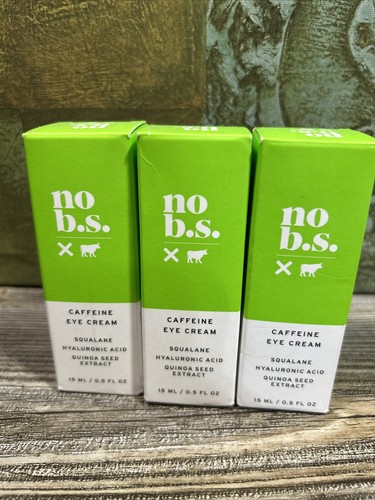 no
b.s.
CAFFEINE
EYE CREAM
SQUALANE
HYALURONIC ACID
QUINOA SEED
EXTRACT
15 ML / 0.5 FL OZ
no
b.s.
CAFFEINE
EYE CREAM
SQUALANE
HYALURONIC ACID
QUINOA SEED
EXTRACT
15 ML / 0.5 FL OZ
no
b.s.
CAFFEINE
EYE CREAM
SQUALANE
HYALURONIC ACID
QUINOA SEED
EXTRACT
15 ML / 0.5 FL OZ